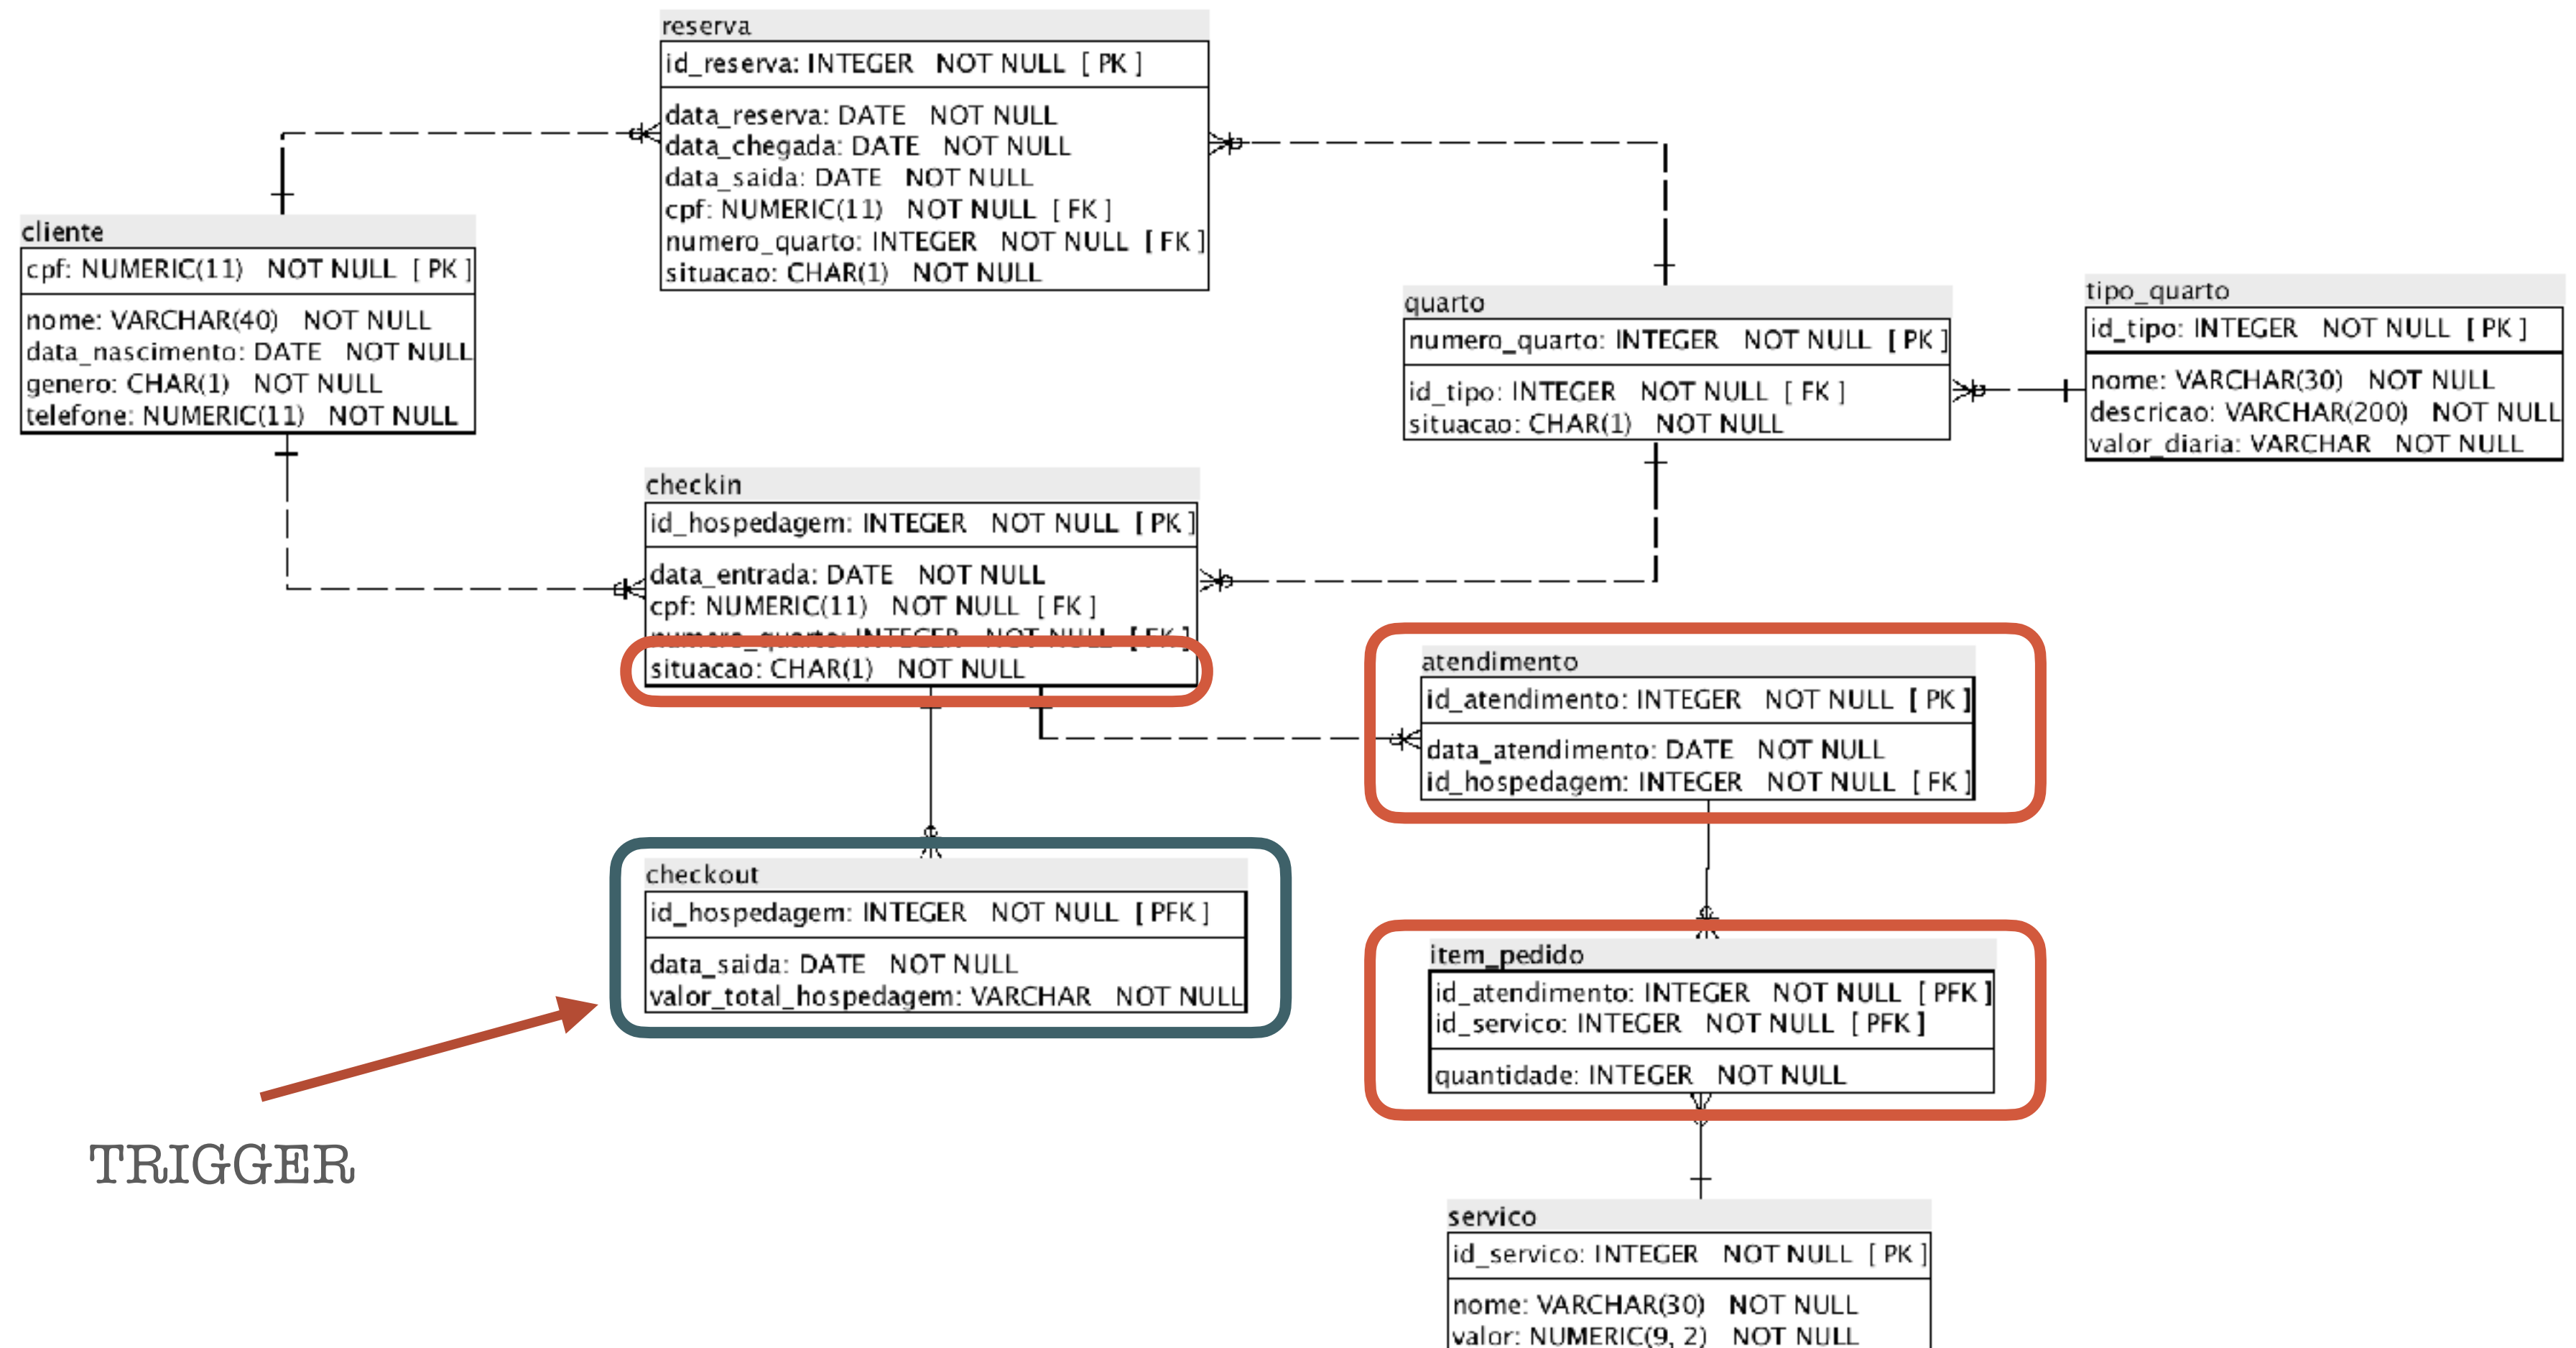 reserva
id_reserva: INTEGER NOT NULL [ PK ]
data_reserva: DATE NOT NULL
data_chegada: DATE NOT NULL
data_saida: DATE NOT NULL
cpf: NUMERIC(11) NOT NULL [ FK ]
numero_quarto: INTEGER NOT NULL [ FK ]
situacao: CHAR(1) NOT NULL
cliente
cpf: NUMERIC(11) NOT NULL [ PK ]
nome: VARCHAR(40) NOT NULL
data_nascimento: DATE NOT NULL
genero: CHAR(1) NOT NULL
telefone: NUMERIC(11) NOT NULL
quarto
numero_quarto: INTEGER NOT NULL [ PK ]
id_tipo: INTEGER NOT NULL [ FK ]
situacao: CHAR(1) NOT NULL
tipo_quarto
id_tipo: INTEGER NOT NULL [ PK ]
nome: VARCHAR(30) NOT NULL
descricao: VARCHAR(200) NOT NULL
valor_diaria: VARCHAR NOT NULL
checkin
id_hospedagem: INTEGER NOT NULL [ PK ]
data_entrada: DATE NOT NULL
cpf: NUMERIC(11) NOT NULL [ FK ]
numero_quarto: INTEGER NOT NULL [ FK ]
situacao: CHAR(1) NOT NULL
atendimento
id_atendimento: INTEGER NOT NULL [ PK ]
data_atendimento: DATE NOT NULL
id_hospedagem: INTEGER NOT NULL [ FK ]
checkout
id_hospedagem: INTEGER NOT NULL [ PFK ]
data_saida: DATE NOT NULL
valor_total_hospedagem: VARCHAR NOT NULL
item_pedido
id_atendimento: INTEGER NOT NULL [ PFK ]
id_servico: INTEGER NOT NULL [ PFK ]
quantidade: INTEGER NOT NULL
TRIGGER
servico
id_servico: INTEGER NOT NULL [ PK ]
nome: VARCHAR(30) NOT NULL
valor: NUMERIC(9, 2) NOT NULL